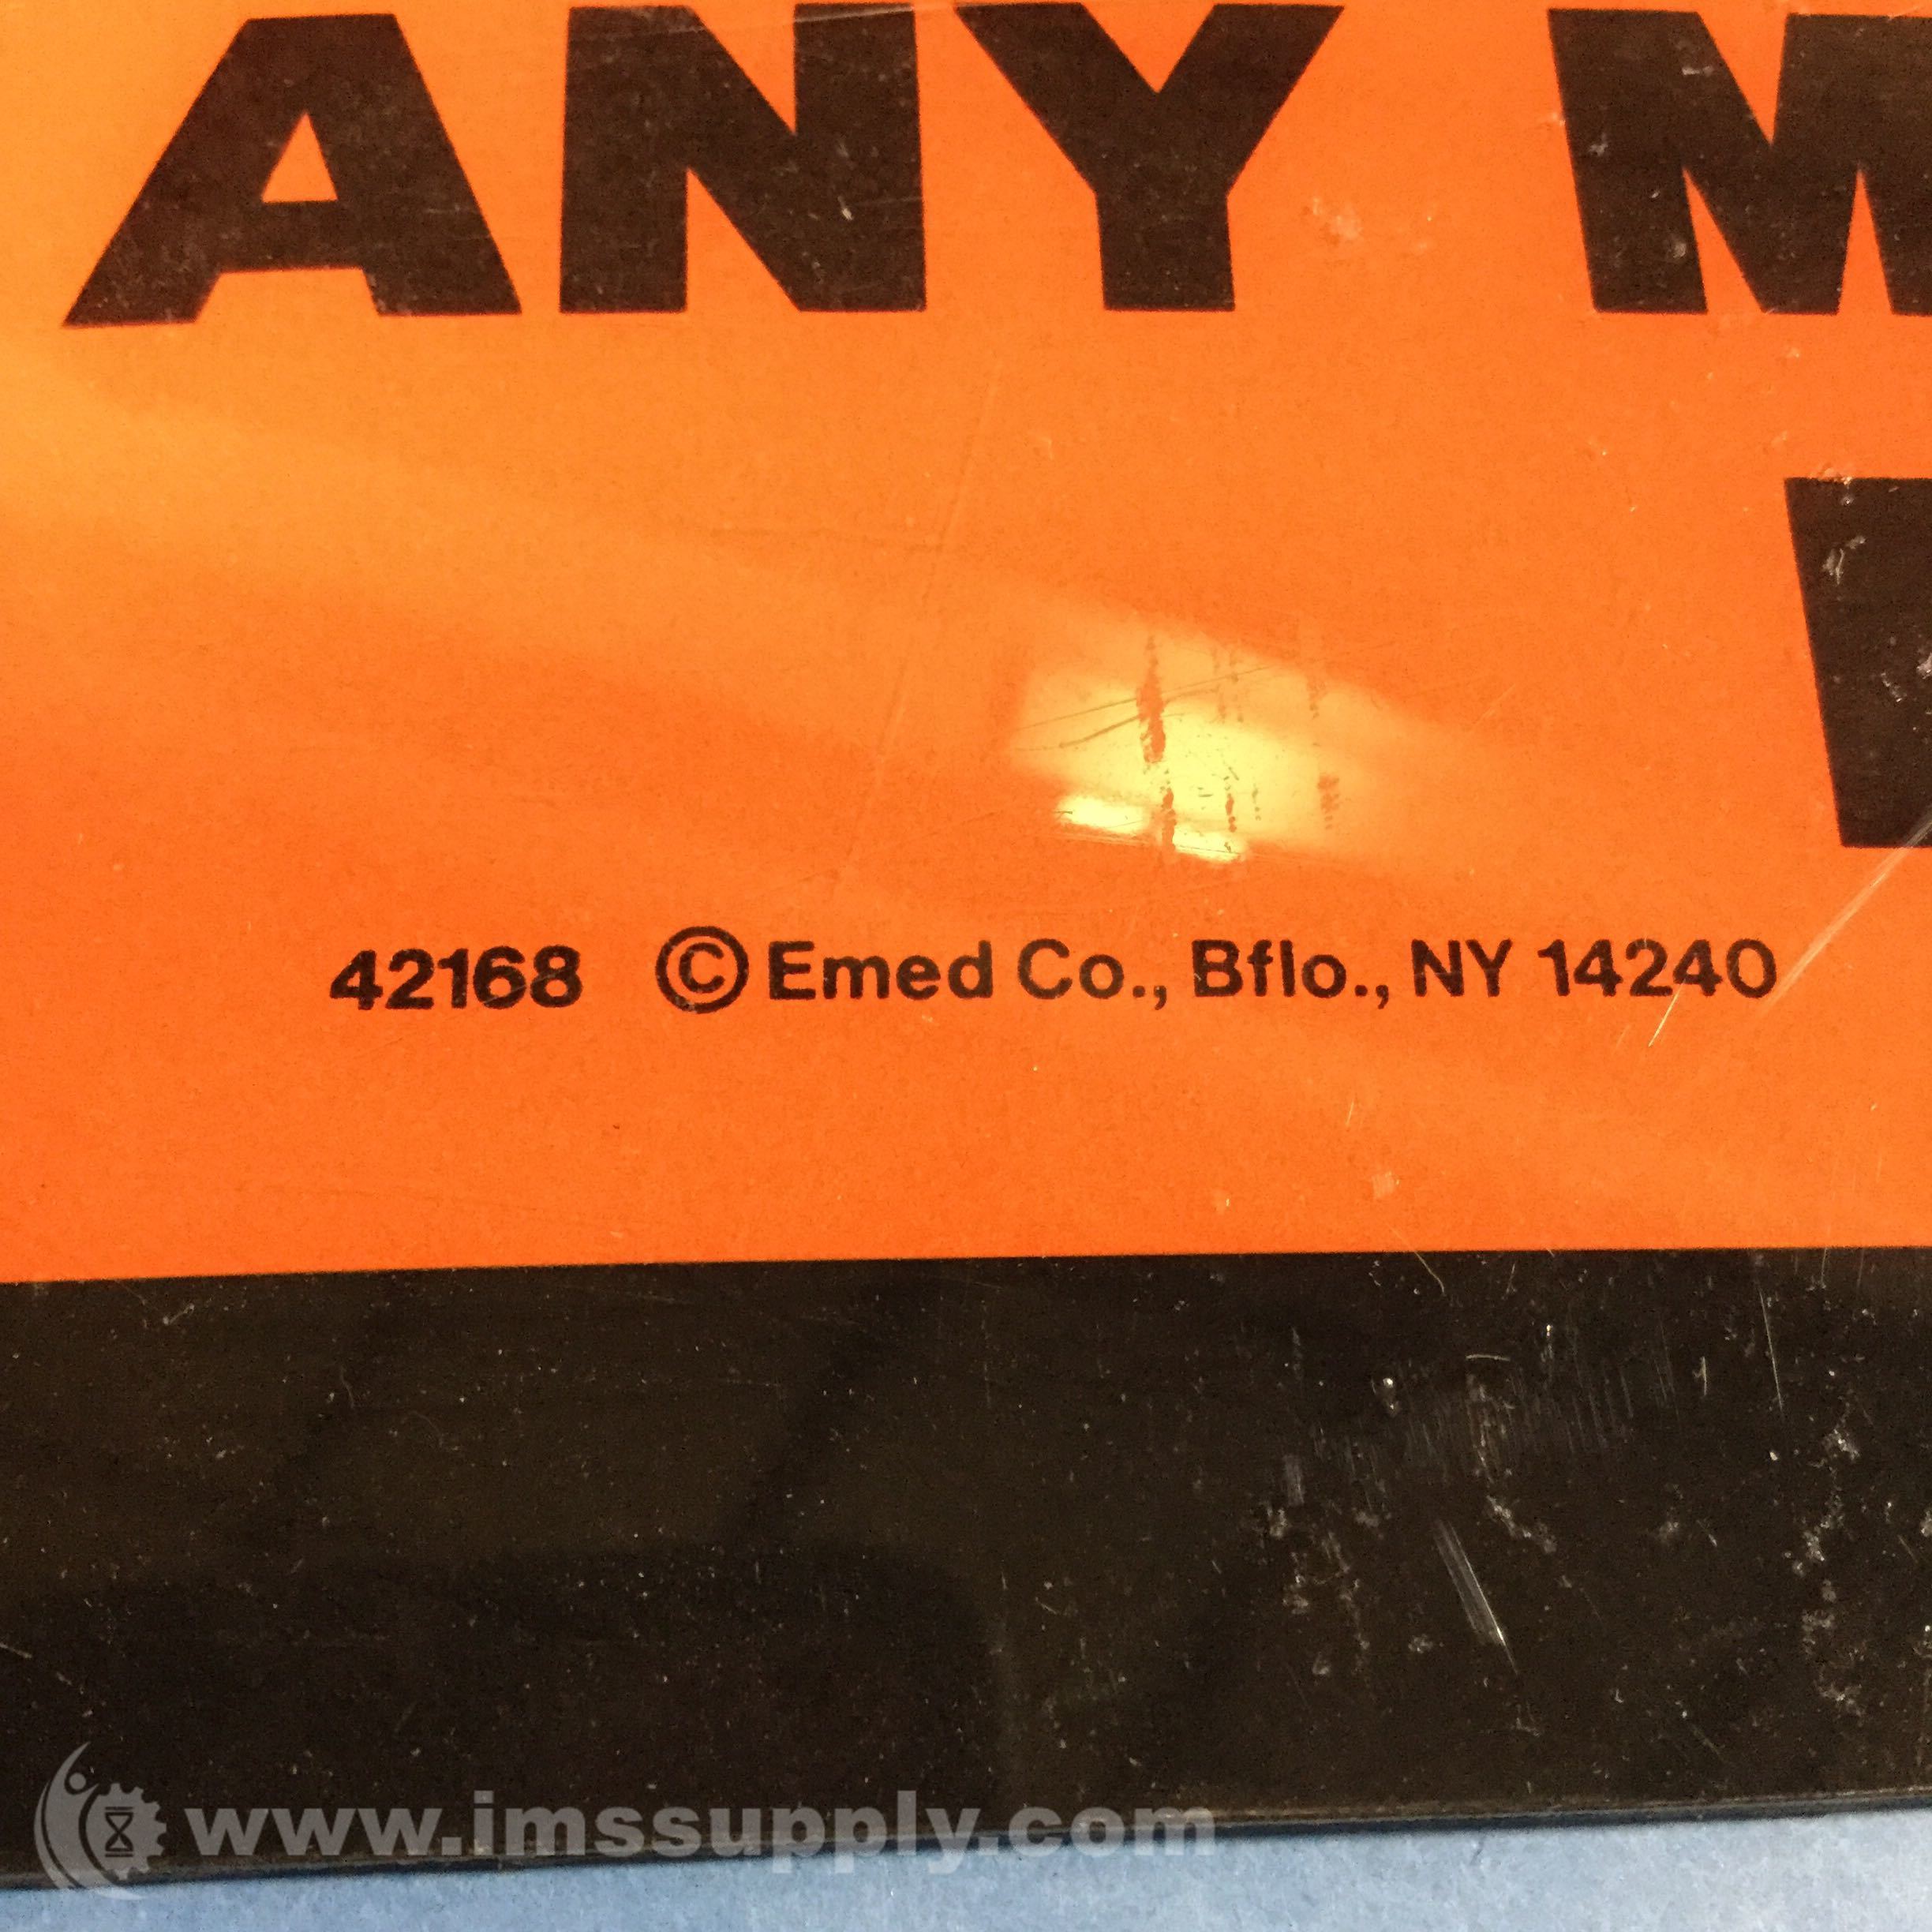 ANY M
42168 © Emed Co., Bflo., NY 14240
www.imssupply.com